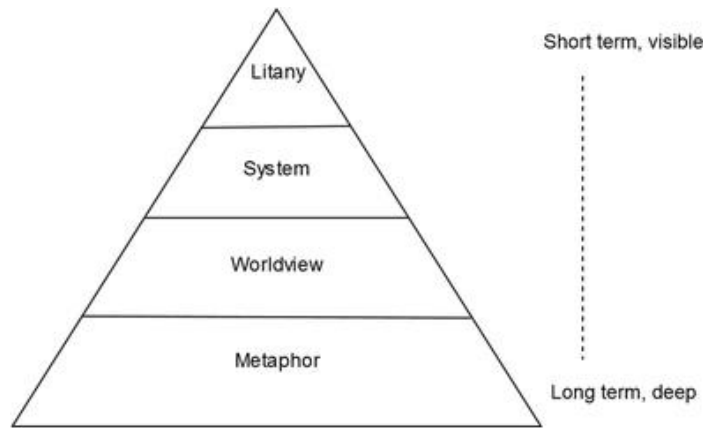 Short term, visible
Litany
System
Worldview
Metaphor
Long term, deep